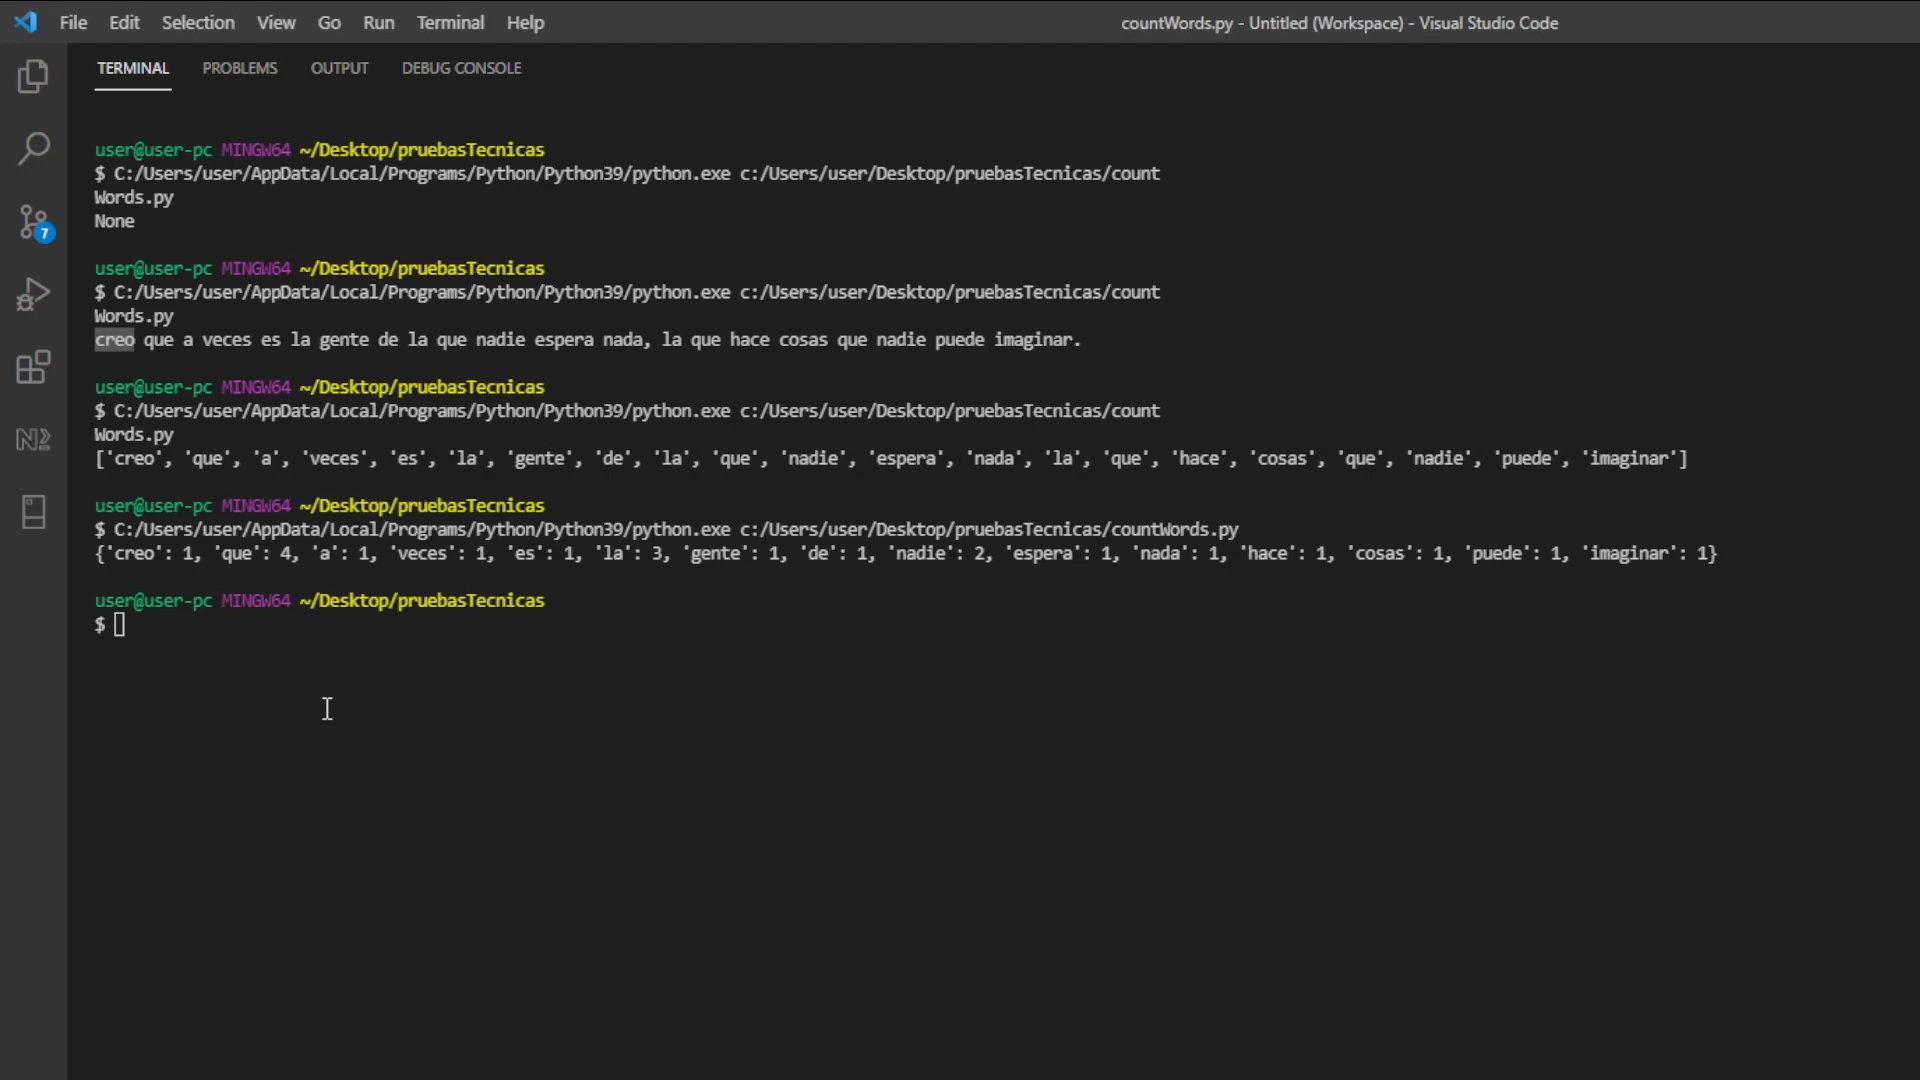 File Edit Selection View Go Run Terminal Help countWords.py - Untitled (Workspace) - Visual Studio Code
TERMINAL PROBLEMS OUTPUT DEBUG CONSOLE
user@user-pc MINGW64 ~/Desktop/pruebasTecnicas
$ C:/Users/user/AppData/Local/Programs/Python/Python39/python.exe c:/Users/user/Desktop/pruebasTecnicas/count
Words.py
None
user@user-pc MINGW64 ~/Desktop/pruebasTecnicas
$ C:/Users/user/AppData/Local/Programs/Python/Python39/python.exe c:/Users/user/Desktop/pruebasTecnicas/count
Words.py
creo que a veces es la gente de la que nadie espera nada, la que hace cosas que nadie puede imaginar.
user@user-pc MINGW64 ~/Desktop/pruebasTecnicas
$ C:/Users/user/AppData/Local/Programs/Python/Python39/python.exe c:/Users/user/Desktop/pruebasTecnicas/count
Words.py
['creo', 'que', 'a', 'veces', 'es', 'la', 'gente', 'de', 'la', 'que', 'nadie', 'espera', 'nada', 'la', 'que', 'hace', 'cosas', 'que', 'nadie', 'puede', 'imaginar']
user@user-pc MINGW64 ~/Desktop/pruebasTecnicas
$ C:/Users/user/AppData/Local/Programs/Python/Python39/python.exe c:/Users/user/Desktop/pruebasTecnicas/countWords.py
{'creo': 1, 'que': 4, 'a': 1, 'veces': 1, 'es': 1, 'la': 3, 'gente': 1, 'de': 1, 'nadie': 2, 'espera': 1, 'nada': 1, 'hace': 1, 'cosas': 1, 'puede': 1, 'imaginar': 1}
user@user-pc MINGW64 ~/Desktop/pruebasTecnicas
$
7